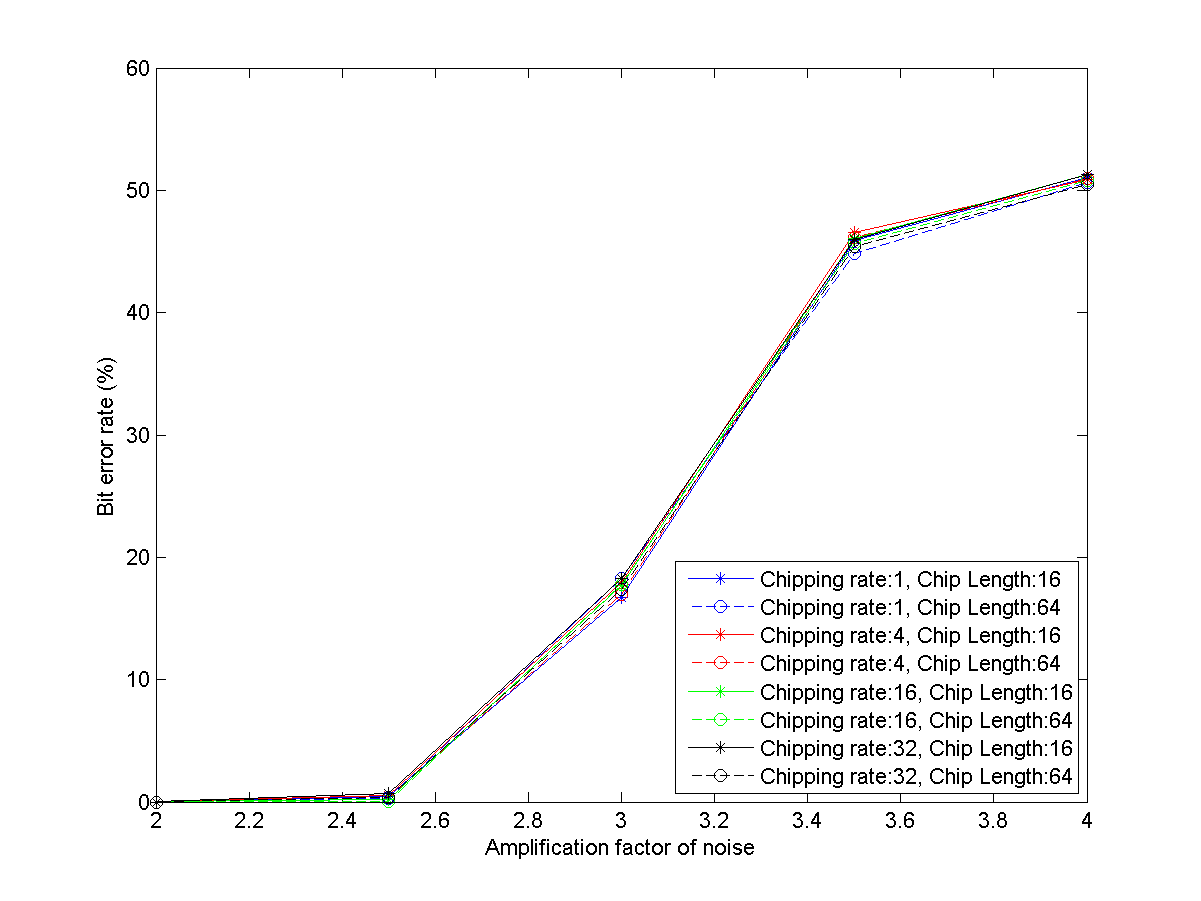 60
50
40
30
20
10
0
Bit error rate (%)
2 2.2 2.4 2.6 2.8 3 3.2 3.4 3.6 3.8 4
Amplification factor of noise
Chipping rate:1, Chip Length:16
Chipping rate:1, Chip Length:64
Chipping rate:4, Chip Length:16
Chipping rate:4, Chip Length:64
Chipping rate:16, Chip Length:16
Chipping rate:16, Chip Length:64
Chipping rate:32, Chip Length:16
Chipping rate:32, Chip Length:64